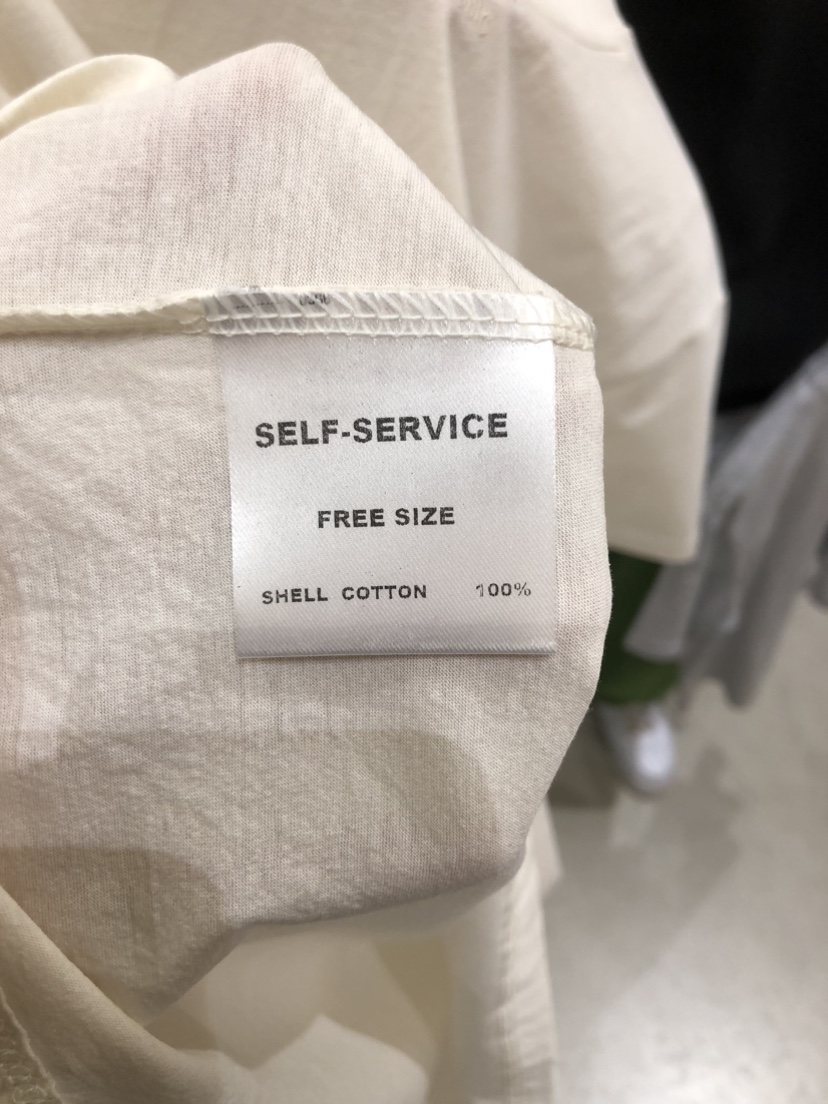 SELF-SERVICE
FREE SIZE
SHELL COTTON 100%